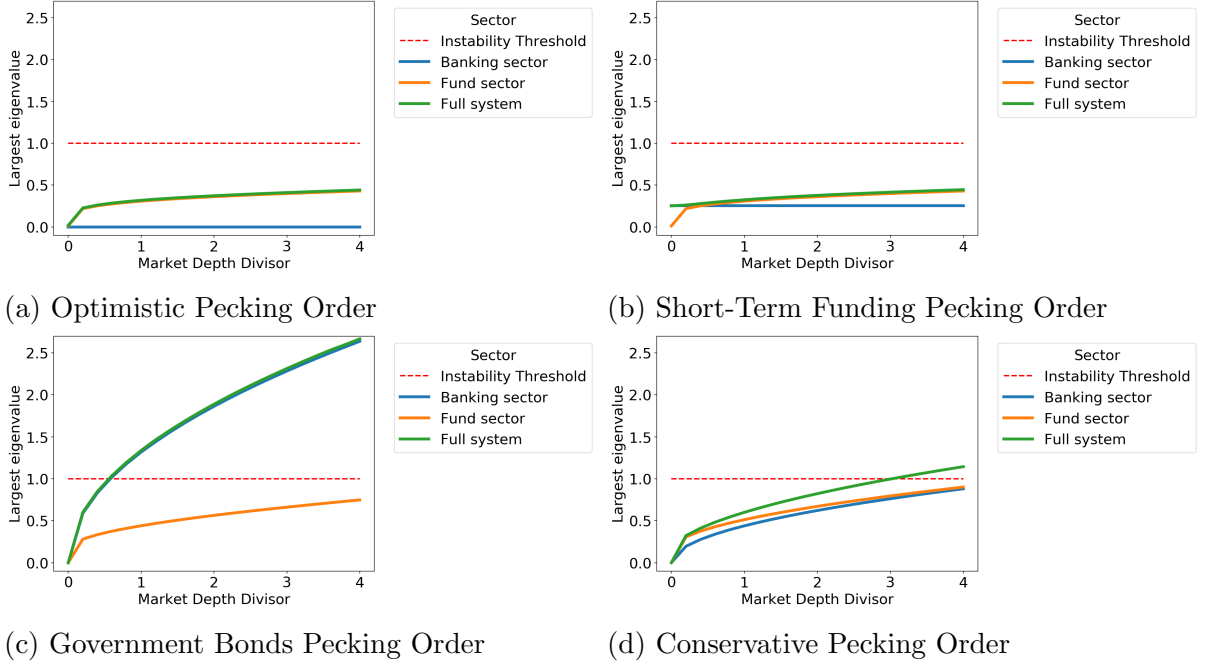 2.5
2.0
1.5
1.0
0.5
0.0
Largest eigenvalue
0 1 2 3 4
Market Depth Divisor
Sector
Instability Threshold
Banking sector
Fund sector
Full system
(a) Optimistic Pecking Order
2.5
2.0
1.5
1.0
0.5
0.0
Largest eigenvalue
0 1 2 3 4
Market Depth Divisor
Sector
Instability Threshold
Banking sector
Fund sector
Full system
(b) Short-Term Funding Pecking Order
2.5
2.0
1.5
1.0
0.5
0.0
Largest eigenvalue
0 1 2 3 4
Market Depth Divisor
Sector
Instability Threshold
Banking sector
Fund sector
Full system
(c) Government Bonds Pecking Order
2.5
2.0
1.5
1.0
0.5
0.0
Largest eigenvalue
0 1 2 3 4
Market Depth Divisor
Sector
Instability Threshold
Banking sector
Fund sector
Full system
(d) Conservative Pecking Order